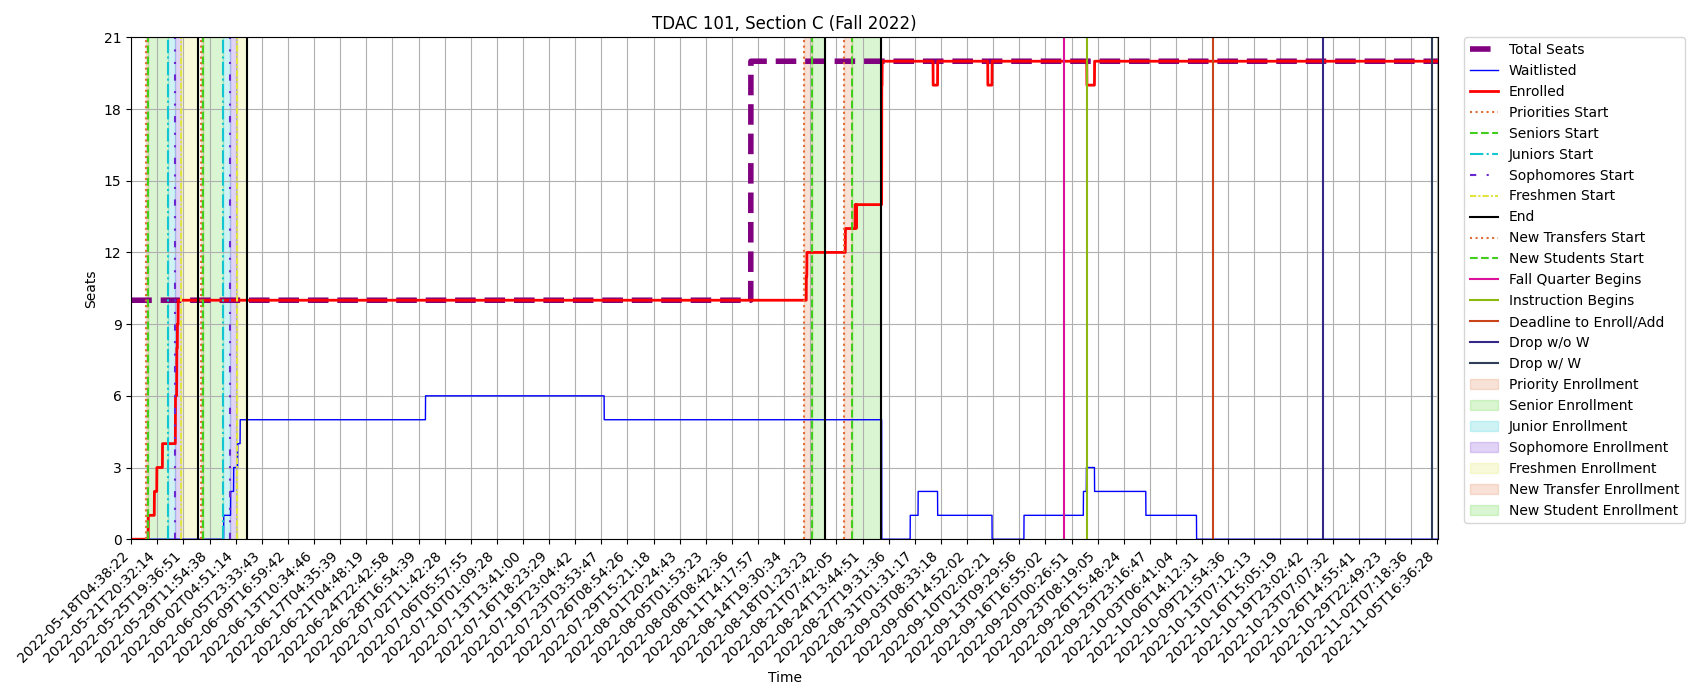 TDAC 101, Section C (Fall 2022)
Seats
21
18
15
12
9
6
3
0
2022-05-18T04:38:22
2022-05-21T20:32:14
2022-05-25T19:36:51
2022-05-29T11:54:38
2022-06-02T04:51:14
2022-06-05T23:33:43
2022-06-09T16:59:42
2022-06-13T10:34:46
2022-06-17T04:35:39
2022-06-21T04:48:19
2022-06-24T22:42:58
2022-06-28T16:54:39
2022-07-02T11:42:28
2022-07-06T05:57:55
2022-07-10T01:09:28
2022-07-13T13:41:00
2022-07-16T18:23:29
2022-07-19T23:04:42
2022-07-23T03:53:47
2022-07-26T08:54:26
2022-07-29T15:21:18
2022-08-01T20:24:43
2022-08-05T01:53:23
2022-08-08T08:42:36
2022-08-11T14:17:57
2022-08-14T19:30:34
2022-08-18T01:23:23
2022-08-21T07:42:05
2022-08-24T13:44:51
2022-08-27T19:31:36
2022-08-31T01:31:17
2022-09-03T08:33:18
2022-09-06T14:52:02
2022-09-10T02:02:21
2022-09-13T09:29:56
2022-09-16T16:55:02
2022-09-20T00:26:51
2022-09-23T08:19:05
2022-09-26T15:48:24
2022-09-29T23:16:47
2022-10-03T06:41:04
2022-10-06T14:12:31
2022-10-09T21:54:36
2022-10-13T07:12:13
2022-10-16T15:05:19
2022-10-19T23:02:42
2022-10-23T07:07:32
2022-10-26T14:55:41
2022-10-29T22:49:23
2022-11-02T07:18:36
2022-11-05T16:36:28
Time
Total Seats
Waitlisted
Enrolled
Priorities Start
Seniors Start
Juniors Start
Sophomores Start
Freshmen Start
End
New Transfers Start
New Students Start
Fall Quarter Begins
Instruction Begins
Deadline to Enroll/Add
Drop w/o W
Drop w/ W
Priority Enrollment
Senior Enrollment
Junior Enrollment
Sophomore Enrollment
Freshmen Enrollment
New Transfer Enrollment
New Student Enrollment